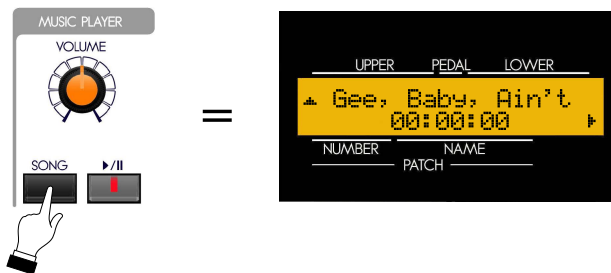 MUSIC PLAYER
VOLUME
SONG ▶/II
=
UPPER PEDAL LOWER
Gee, Baby, Ain't
00:00:00
NUMBER NAME
PATCH